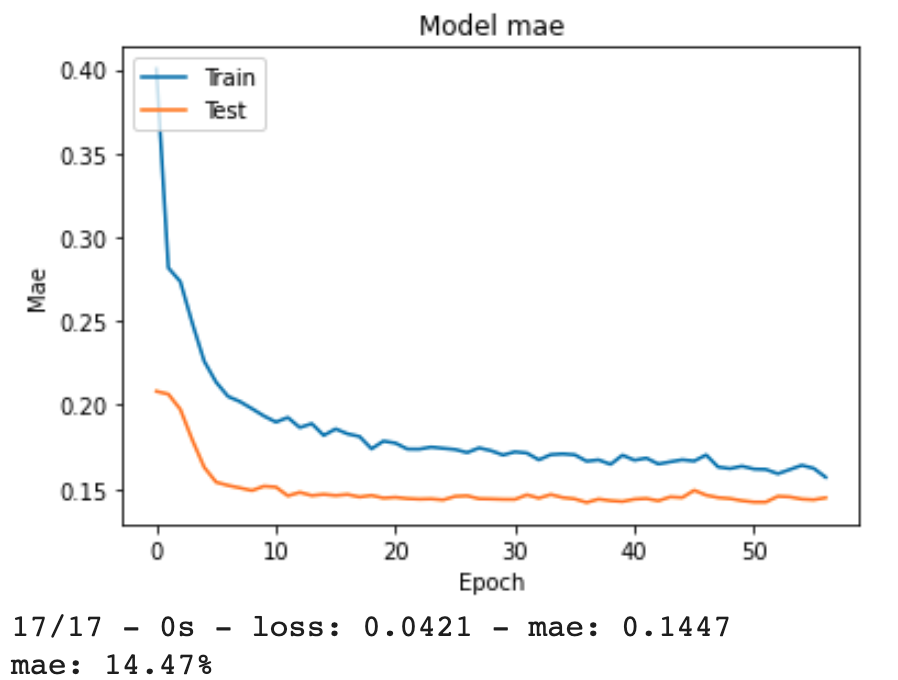 Model mae
Train
Test
0.40
0.35
0.30
0.25
0.20
0.15
Mae
0 10 20 30 40 50
Epoch
17/17 - 0s - loss: 0.0421 - mae: 0.1447
mae: 14.47%